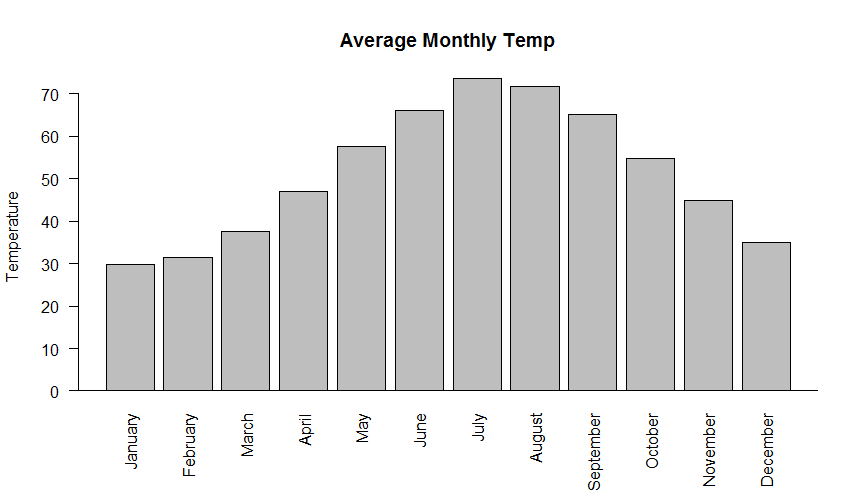 Average Monthly Temp
Temperature
70
60
50
40
30
20
10
0
January
February
March
April
May
June
July
August
September
October
November
December